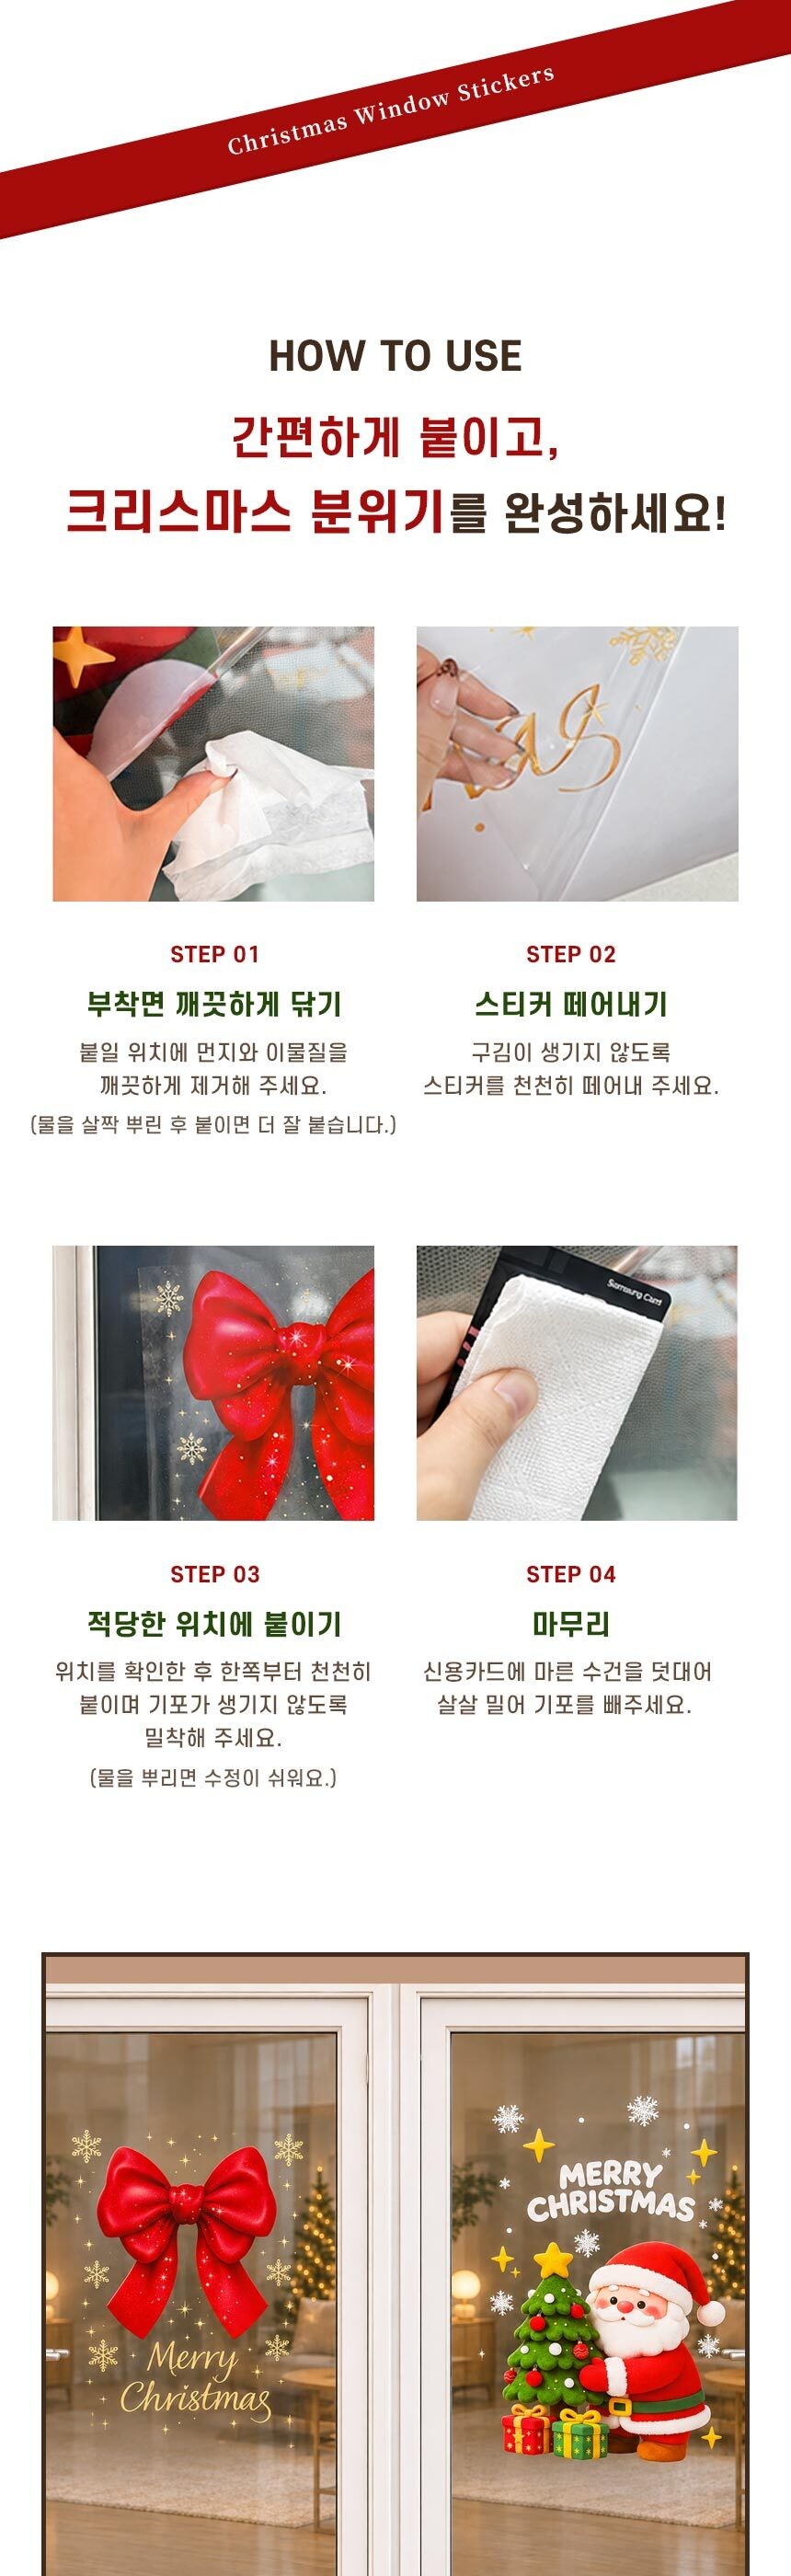 Christmas Window Stickers
HOW TO USE
간편하게 붙이고,
크리스마스 분위기를 완성하세요!
STEP 01
부착면 깨끗하게 닦기
붙일 위치에 먼지와 이물질을
깨끗하게 제거해 주세요.
(물을 살짝 뿌린 후 붙이면 더 잘 붙습니다.)
STEP 02
스티커 떼어내기
구김이 생기지 않도록
스티커를 천천히 떼어내 주세요.
Samsung Card
STEP 03
적당한 위치에 붙이기
위치를 확인한 후 한쪽부터 천천히
붙이며 기포가 생기지 않도록
밀착해 주세요.
(물을 뿌리면 수정이 쉬워요.)
STEP 04
마무리
신용카드에 마른 수건을 덧대어
살살 밀어 기포를 빼주세요.
Merry
Christmas
MERRY
CHRISTMAS